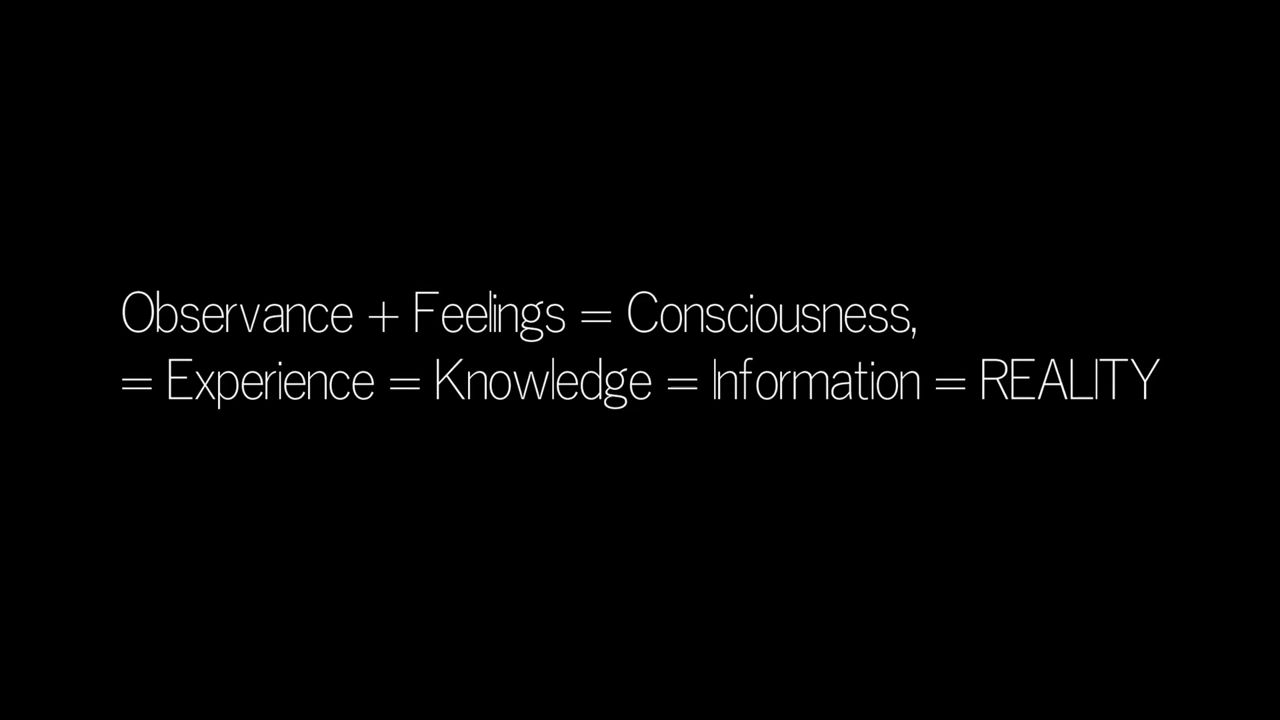 Observance + Feelings = Consciousness,
= Experience = Knowledge = Information = REALITY